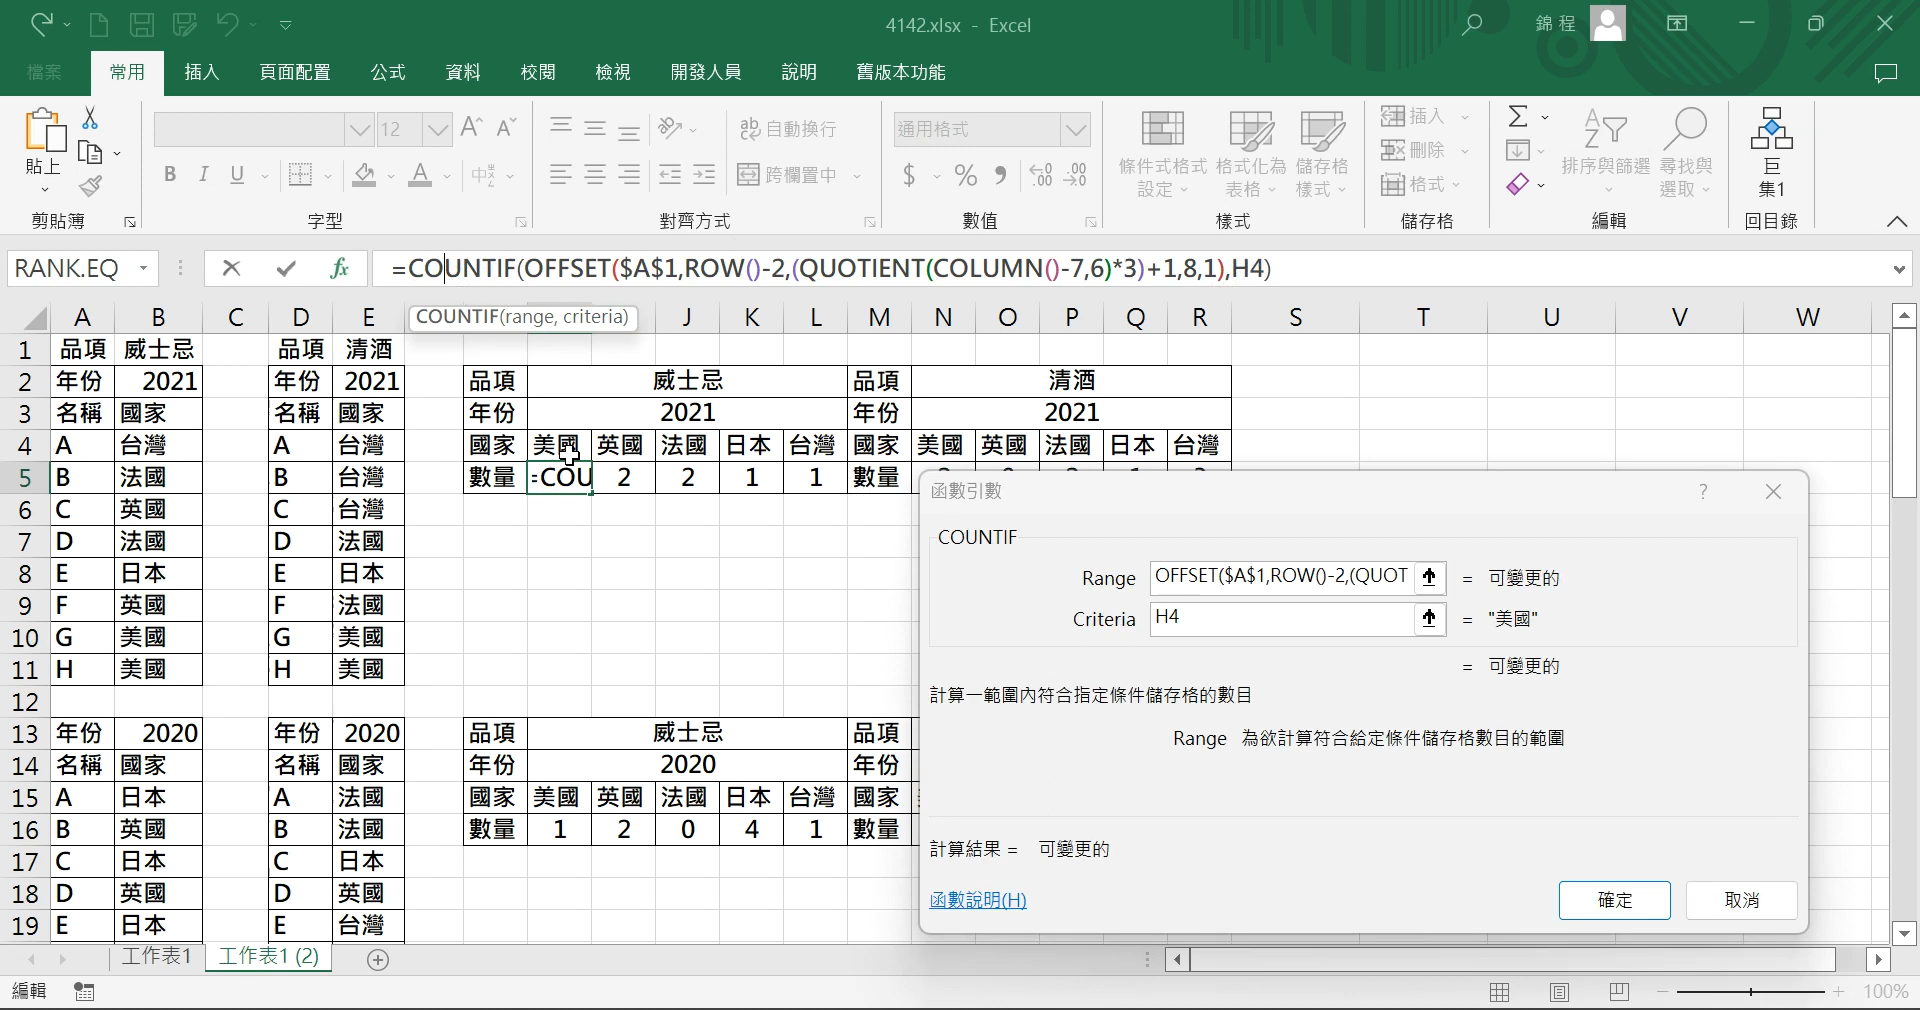 4142.xlsx - Excel
錦 程
檔案 常用 插入 頁面配置 公式 資料 校閱 檢視 開發人員 說明 舊版本功能
貼上
剪貼簿
12
B I U
字型
自動換行
跨欄置中
對齊方式
通用格式
$ % 9 .00 .00
數值
條件式格式設定 格式化為表格 儲存格樣式
樣式
插入
刪除
格式
儲存格
Σ
排序與篩選 尋找與選取
編輯
巨集1
回目錄
RANK.EQ fx =COUNTIF(OFFSET($A$1,ROW()-2,(QUOTIENT(COLUMN()-7,6)*3)+1,8,1),H4)
COUNTIF(range, criteria)
A B C D E J K L M N O P Q R S T U V W
1 品項 威士忌 品項 清酒
2 年份 2021 年份 2021 品項 威士忌 品項 清酒
3 名稱 國家 名稱 國家 年份 2021 年份 2021
4 A 台灣 A 台灣 國家 美國 英國 法國 日本 台灣 國家 美國 英國 法國 日本 台灣
5 B 法國 B 台灣 數量 =COU 2 2 1 1 數量
6 C 英國 C 台灣
7 D 法國 D 法國
8 E 日本 E 日本
9 F 英國 F 法國
10 G 美國 G 美國
11 H 美國 H 美國
12
13 年份 2020 年份 2020 品項 威士忌 品項
14 名稱 國家 名稱 國家 年份 2020 年份
15 A 日本 A 法國 國家 美國 英國 法國 日本 台灣 國家
16 B 英國 B 法國 數量 1 2 0 4 1 數量
17 C 日本 C 日本
18 D 英國 D 英國
19 E 日本 E 台灣
函數引數 ?
COUNTIF
Range OFFSET($A$1,ROW()-2,(QUOT = 可變更的
Criteria H4 = "美國"
= 可變更的
計算一範圍內符合指定條件儲存格的數目
Range 為欲計算符合給定條件儲存格數目的範圍
計算結果 = 可變更的
函數說明(H)
確定 取消
工作表1 工作表1 (2)
編輯
100%